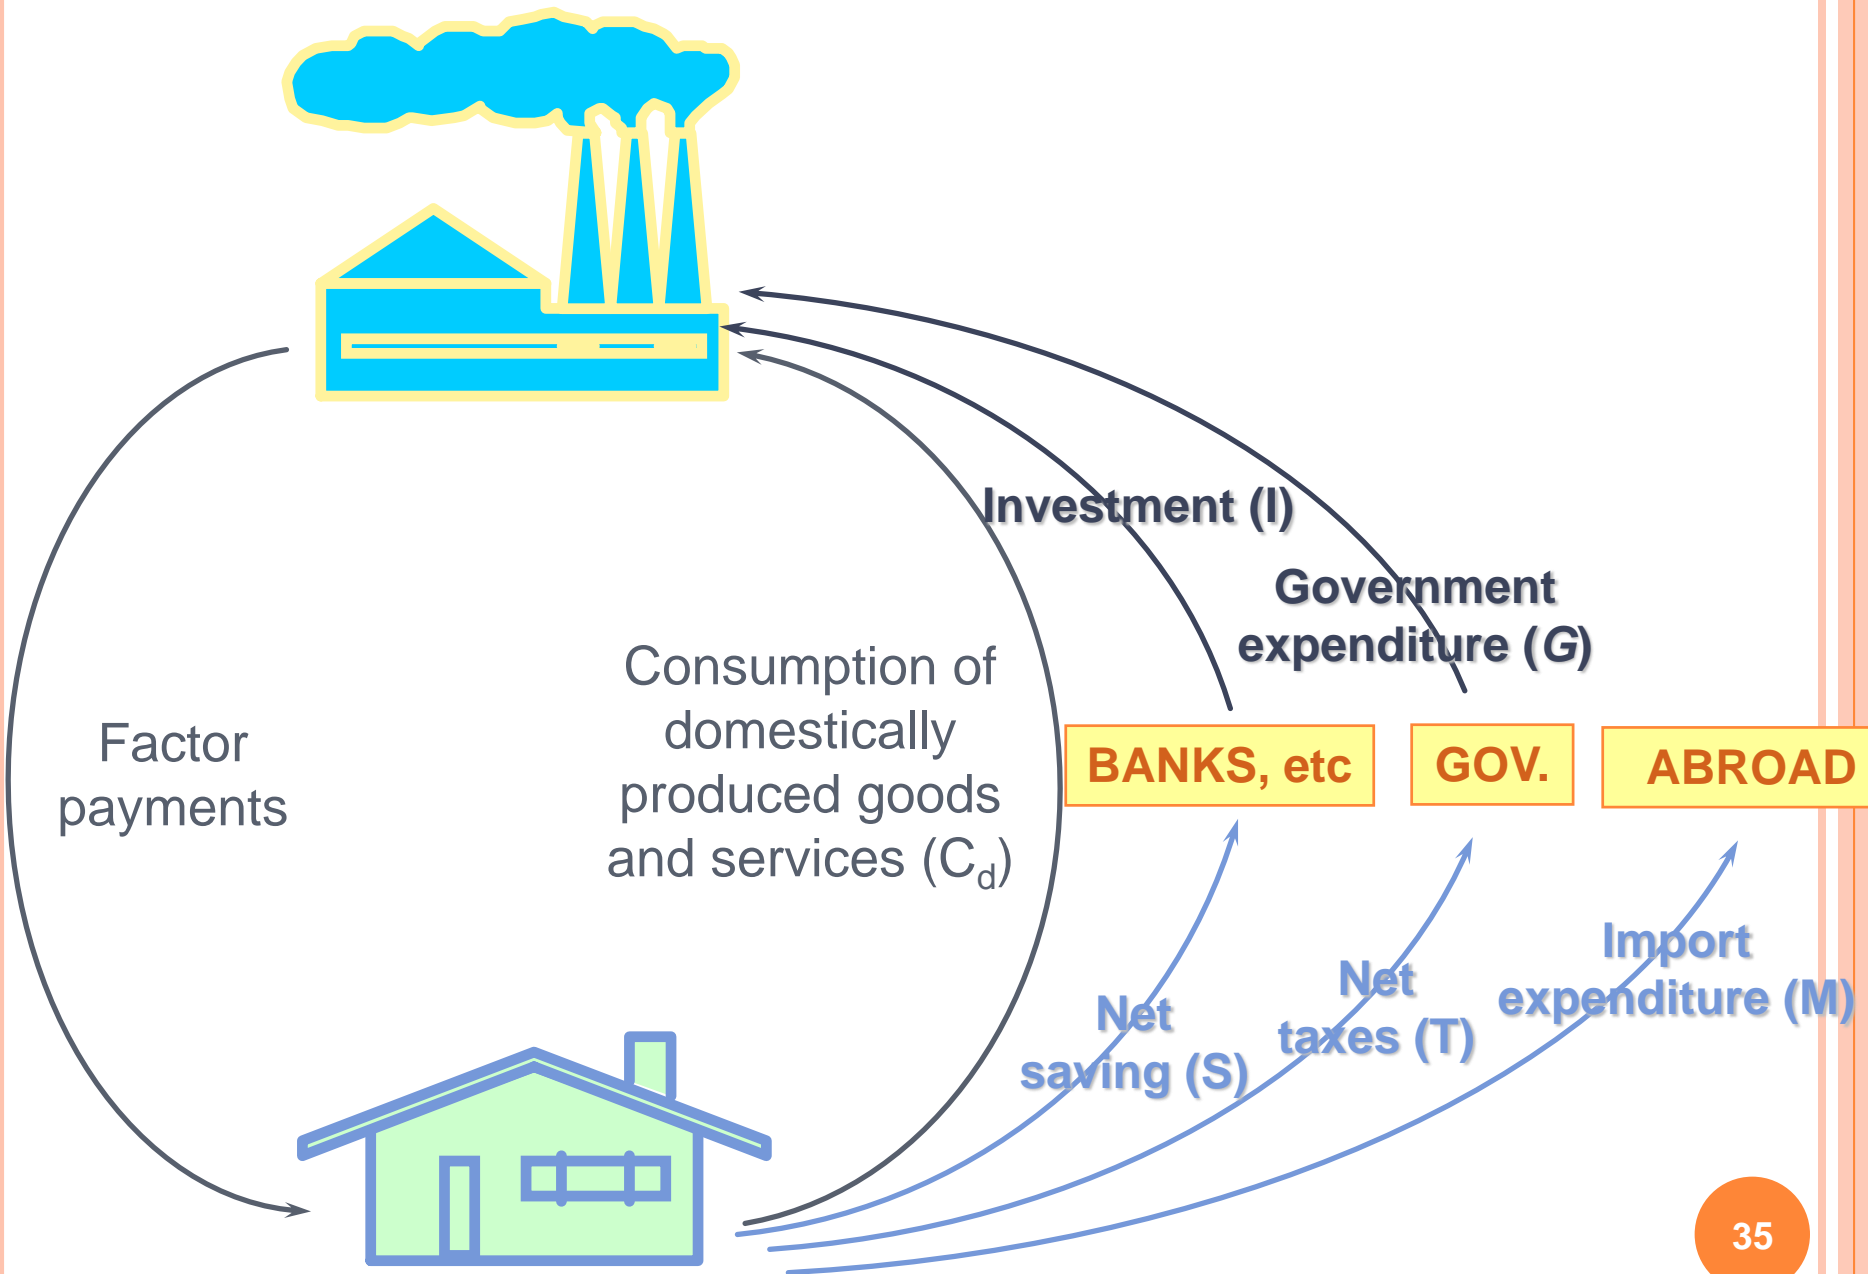 Investment (I)
Government
expenditure (G)
Consumption of
domestically
produced goods
and services (Cd)
Factor
payments
BANKS, etc
GOV.
ABROAD
Net
saving (S)
Net
taxes (T)
Import
expenditure (M)
35